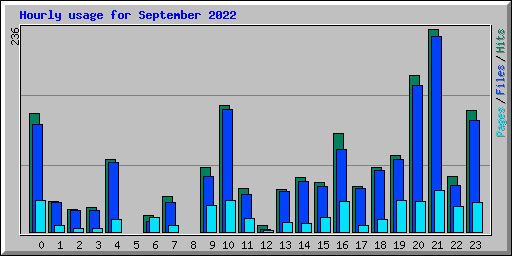 Hourly usage for September 2022
236
Pages/Files/Hits
0 1 2 3 4 5 6 7 8 9 10 11 12 13 14 15 16 17 18 19 20 21 22 23